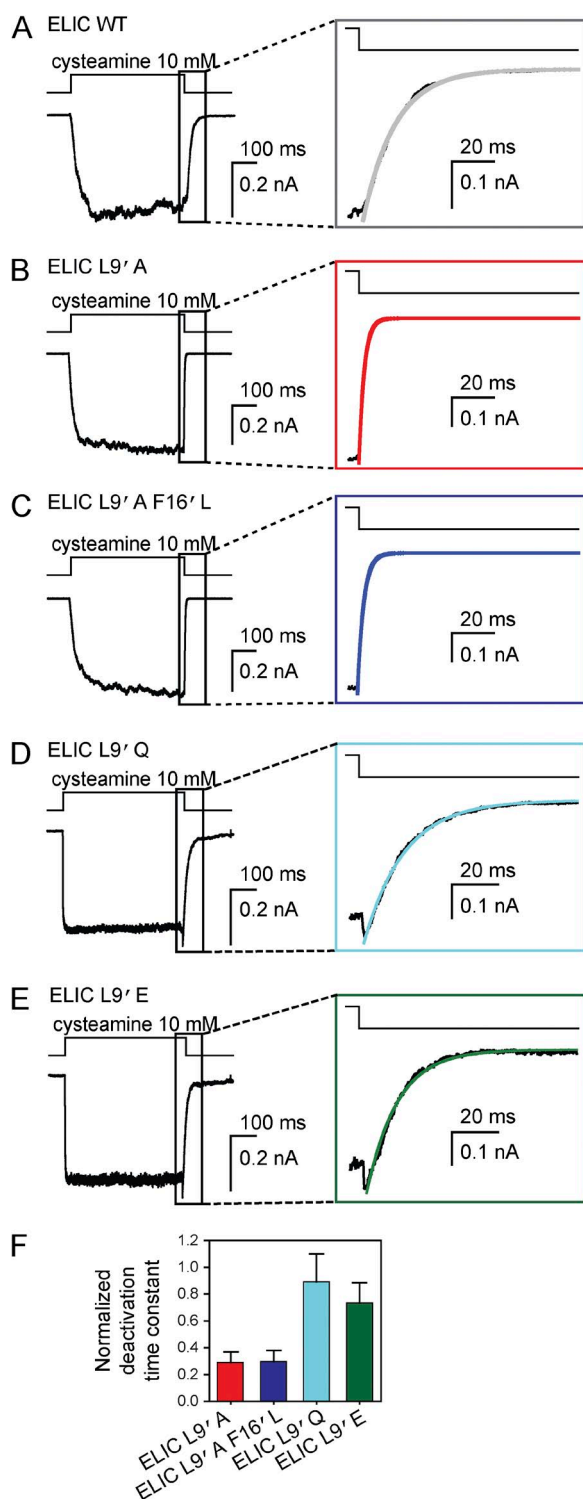 A ELIC WT
cysteamine 10 mM
100 ms
0.2 nA
20 ms
0.1 nA
B ELIC L9′ A
cysteamine 10 mM
100 ms
0.2 nA
20 ms
0.1 nA
C ELIC L9′ A F16′ L
cysteamine 10 mM
100 ms
0.2 nA
20 ms
0.1 nA
D ELIC L9′ Q
cysteamine 10 mM
100 ms
0.2 nA
20 ms
0.1 nA
E ELIC L9′ E
cysteamine 10 mM
100 ms
0.2 nA
20 ms
0.1 nA
F
Normalized
deactivation
time constant
1.2
1.0
0.8
0.6
0.4
0.2
0.0
ELIC L9′ A
ELIC L9′ A F16′ L
ELIC L9′ Q
ELIC L9′ E